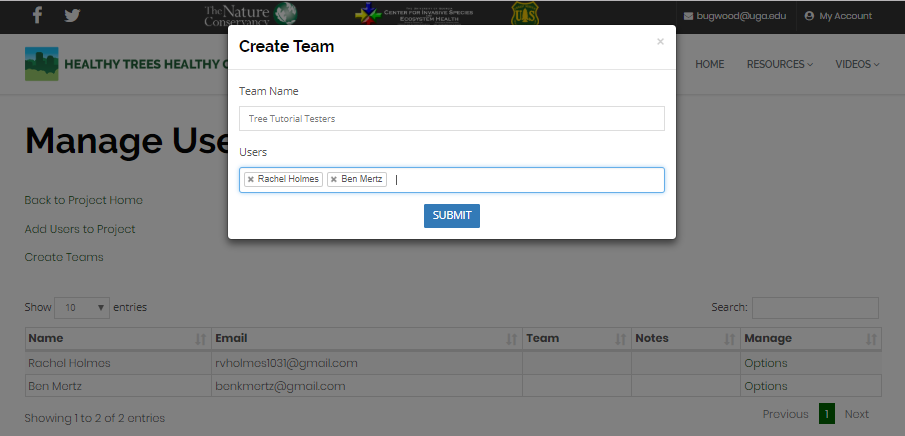 The Nature
Conservancy
CENTER FOR INVASIVE SPECIES
ECOSYSTEM HEALTH
UAS
bugwood@uga.edu
My Account
HEALTHY TREES HEALTHY C
HOME
RESOURCES
VIDEOS
Create Team
×
Team Name
Tree Tutorial Testers
Users
× Rachel Holmes
× Ben Mertz
SUBMIT
Manage Use
Back to Project Home
Add Users to Project
Create Teams
Show 10 entries
Search:
Name Email Team Notes Manage
Rachel Holmes rvholmes1031@gmail.com Options
Ben Mertz benkmertz@gmail.com Options
Showing 1 to 2 of 2 entries
Previous 1 Next